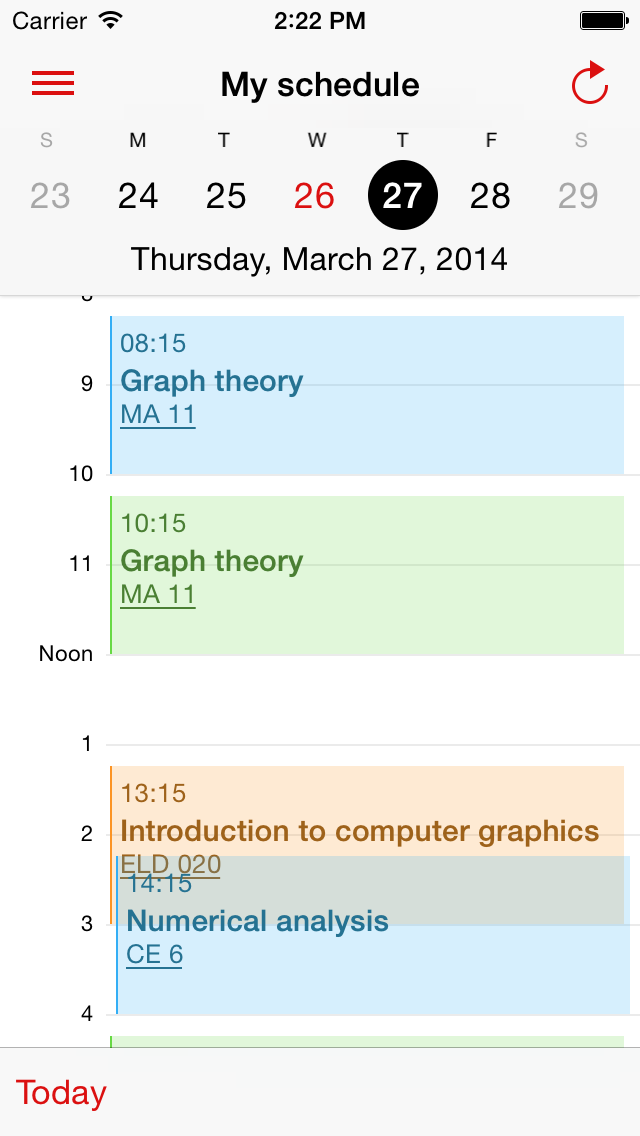 Carrier 2:22 PM
My schedule
S M T W T F S
23 24 25 26 27 28 29
Thursday, March 27, 2014
08:15
9 Graph theory
MA 11
10
10:15
11 Graph theory
MA 11
Noon
1
13:15
2 Introduction to computer graphics
ELD 020
14:15
3 Numerical analysis
CE 6
4
Today